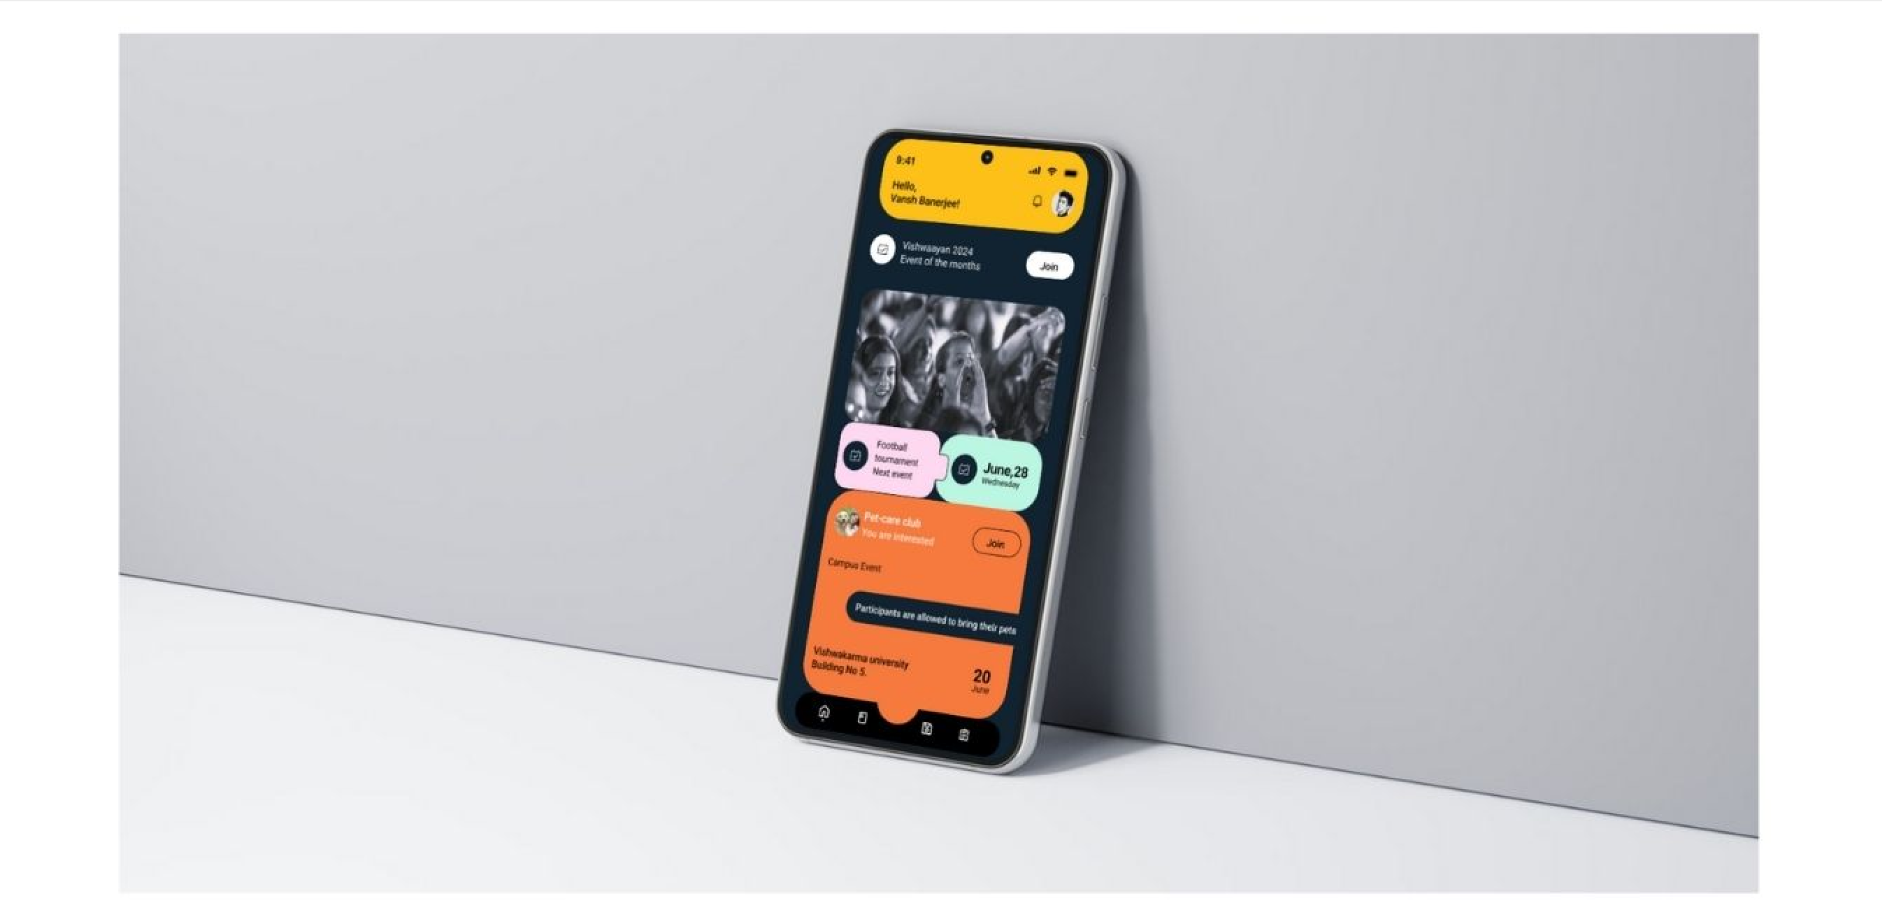 9:41
Hello,
Vansh Banerjee!
Vishwaayan 2024
Event of the months
Join
Football
tournament
Next event
June,28
Wednesday
Pet-care club
You are interested
Join
Campus Event
Participants are allowed to bring their pets
Vishwakarma university
Building No 5.
20
June